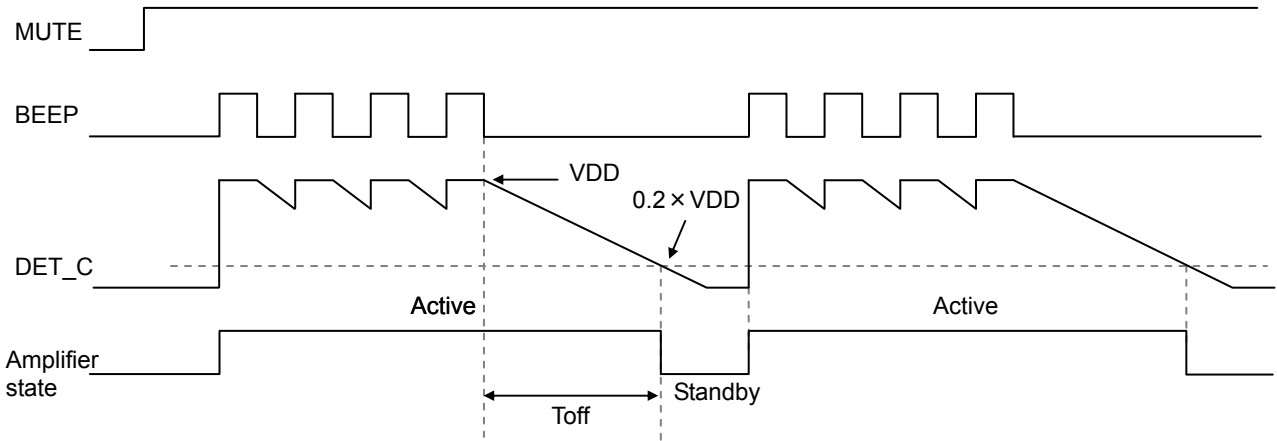 MUTE
BEEP
VDD
0.2×VDD
DET_C
Active
Active
Amplifier
state
Standby
Toff